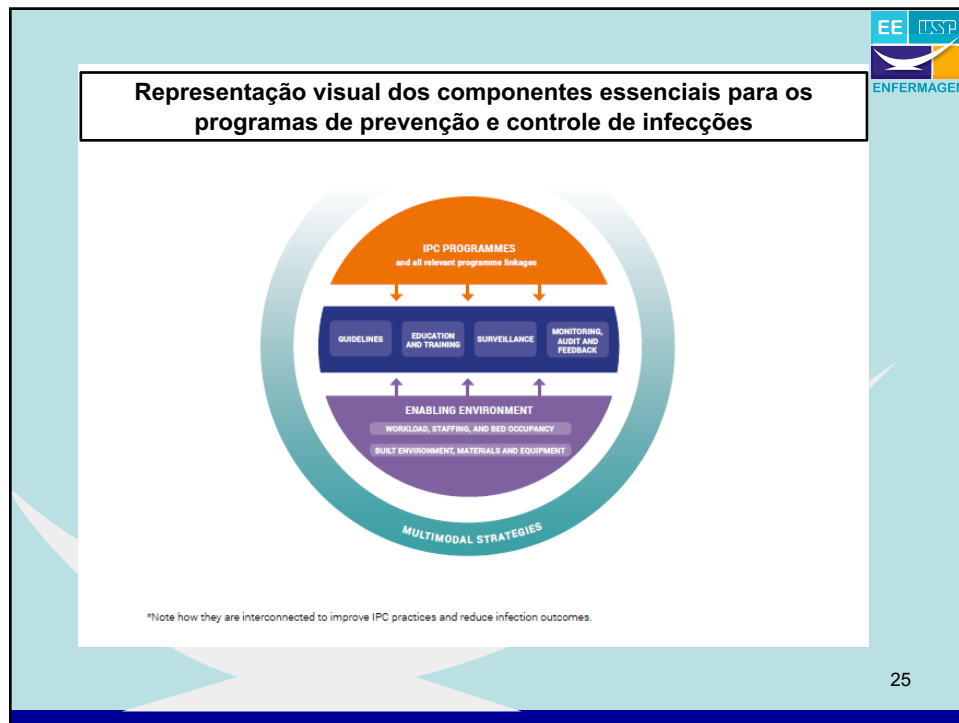 EE USP
ENFERMAGEM
Representação visual dos componentes essenciais para os
programas de prevenção e controle de infecções
IPC PROGRAMMES
and all relevant programme linkages
GUIDELINES
EDUCATION
AND TRAINING
SURVEILLANCE
MONITORING,
AUDIT AND
FEEDBACK
ENABLING ENVIRONMENT
WORKLOAD, STAFFING, AND BED OCCUPANCY
BUILT ENVIRONMENT, MATERIALS AND EQUIPMENT
MULTIMODAL STRATEGIES
*Note how they are interconnected to improve IPC practices and reduce infection outcomes.
25